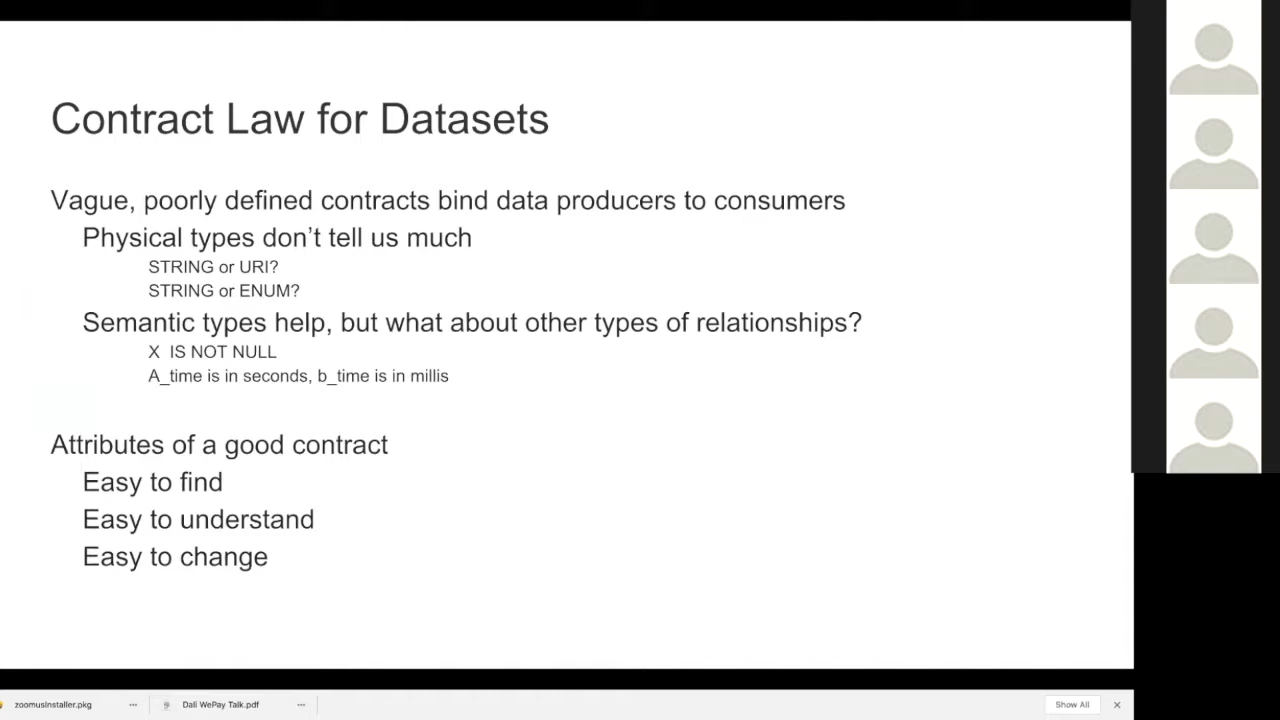 Contract Law for Datasets
Vague, poorly defined contracts bind data producers to consumers
Physical types don't tell us much
STRING or URI?
STRING or ENUM?
Semantic types help, but what about other types of relationships?
X IS NOT NULL
A_time is in seconds, b_time is in millis
Attributes of a good contract
Easy to find
Easy to understand
Easy to change
zoomusInstaller.pkg
Dali WePay Talk.pdf
Show All